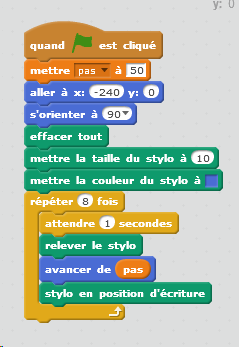 y: 0
quand est cliqué
mettre pas à 50
aller à x: -240 y: 0
s'orienter à 90
effacer tout
mettre la taille du stylo à 10
mettre la couleur du stylo à
répéter 8 fois
attendre 1 secondes
relever le stylo
avancer de pas
stylo en position d'écriture